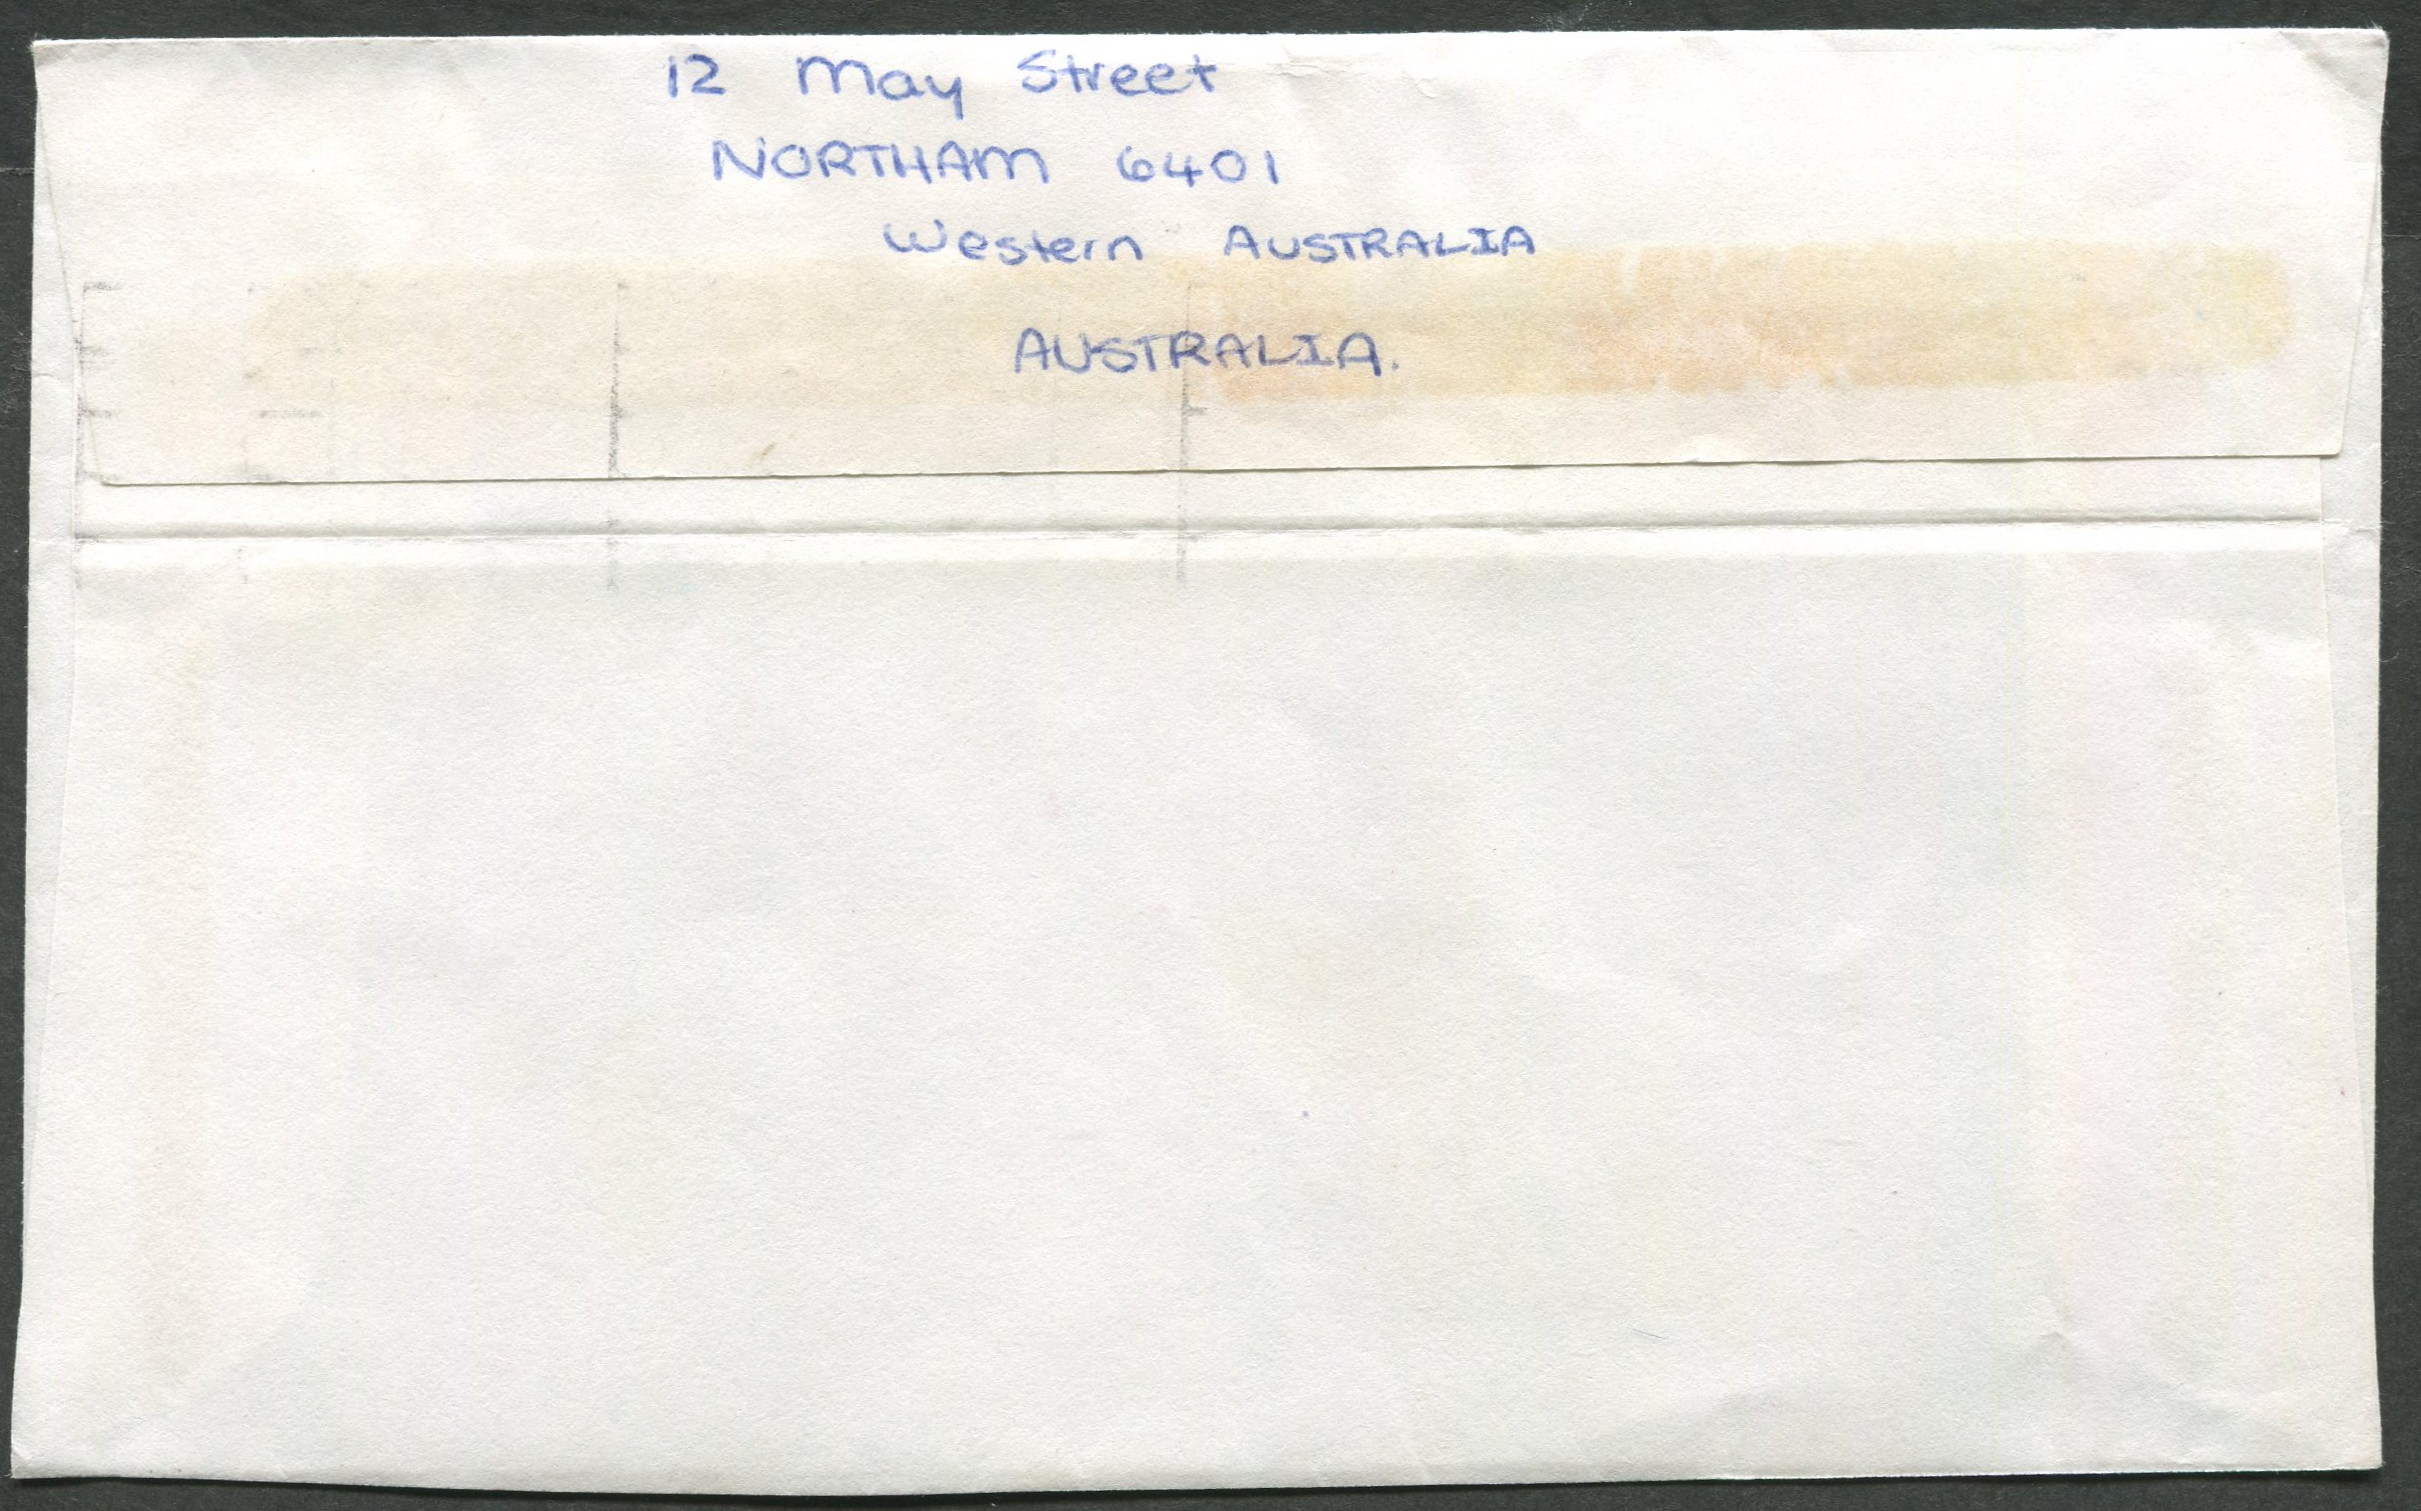 12 May Street
NORTHAM 6401
Western AUSTRALIA
AUSTRALIA.